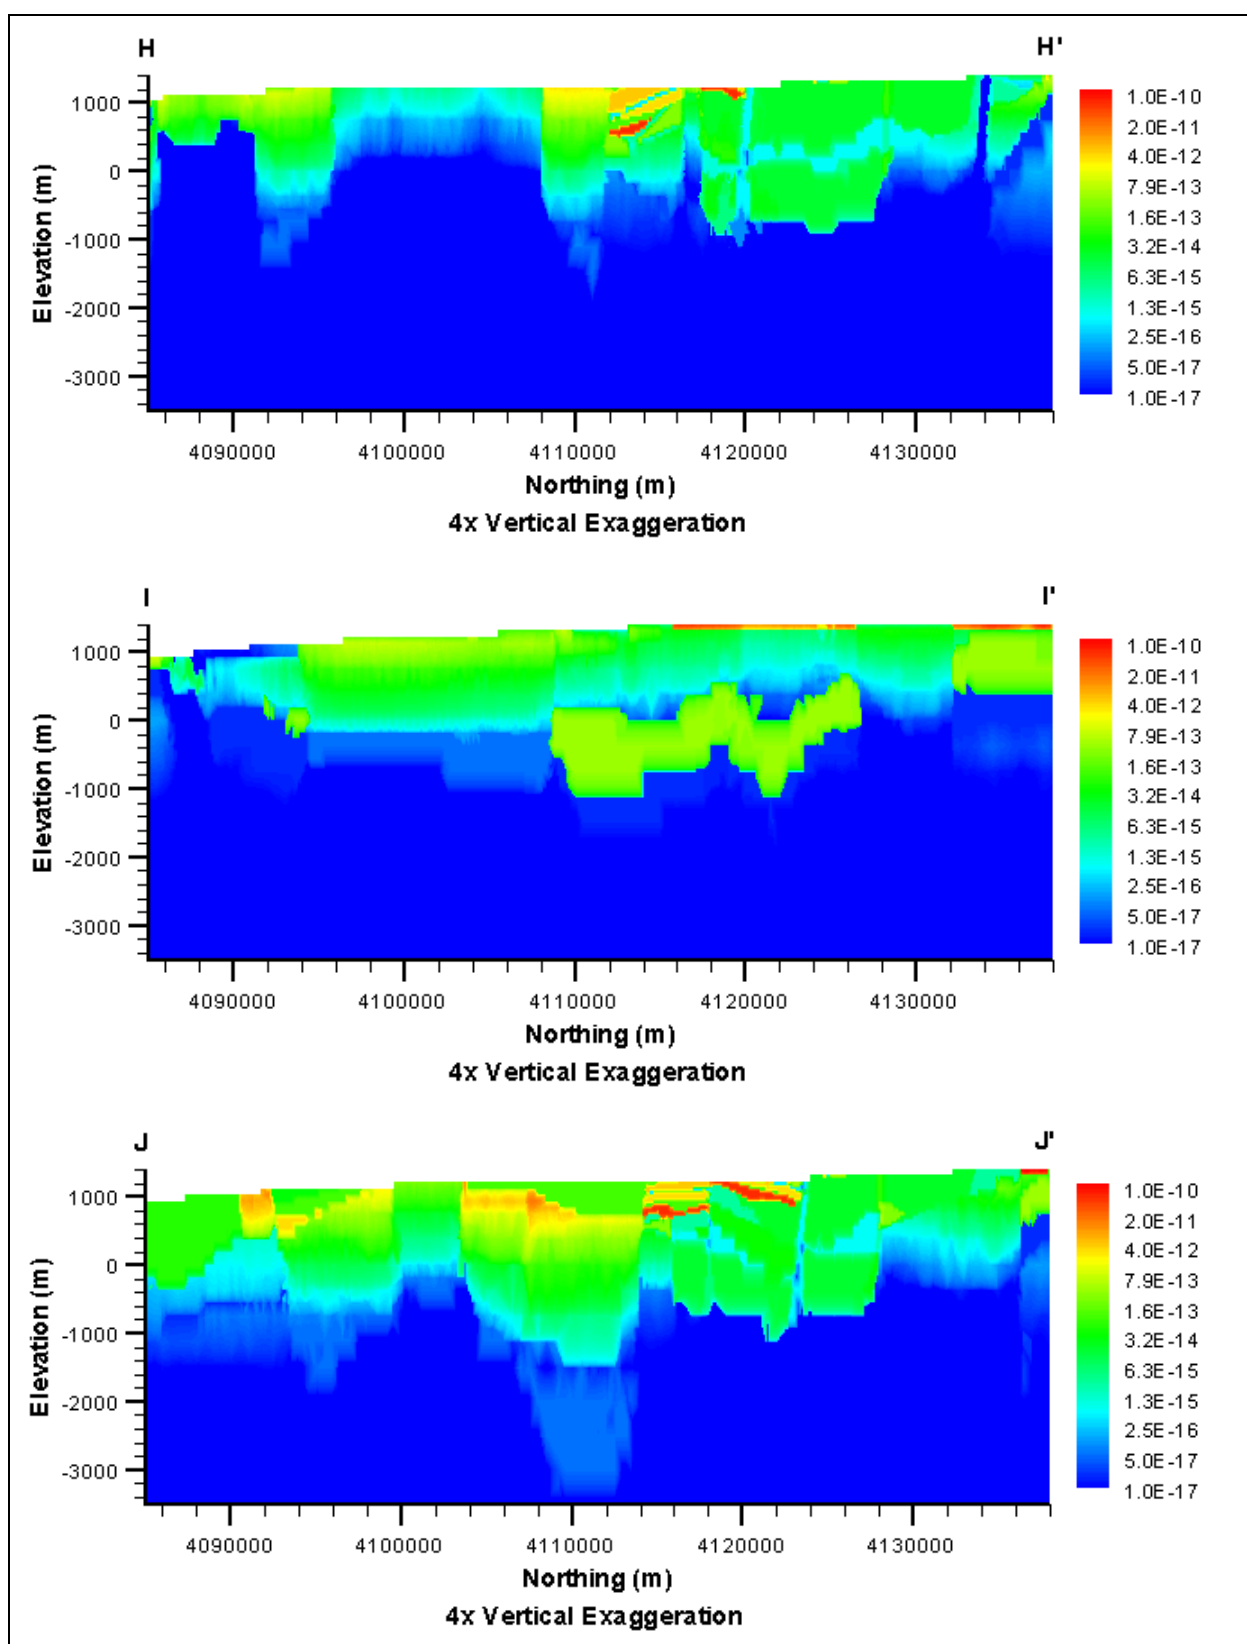 H H'
Elevation (m)
1000
0
-1000
-2000
-3000
4090000 4100000 4110000 4120000 4130000
Northing (m)
4x Vertical Exaggeration
1.0E-10
2.0E-11
4.0E-12
7.9E-13
1.6E-13
3.2E-14
6.3E-15
1.3E-15
2.5E-16
5.0E-17
1.0E-17
I I'
Elevation (m)
1000
0
-1000
-2000
-3000
4090000 4100000 4110000 4120000 4130000
Northing (m)
4x Vertical Exaggeration
1.0E-10
2.0E-11
4.0E-12
7.9E-13
1.6E-13
3.2E-14
6.3E-15
1.3E-15
2.5E-16
5.0E-17
1.0E-17
J J'
Elevation (m)
1000
0
-1000
-2000
-3000
4090000 4100000 4110000 4120000 4130000
Northing (m)
4x Vertical Exaggeration
1.0E-10
2.0E-11
4.0E-12
7.9E-13
1.6E-13
3.2E-14
6.3E-15
1.3E-15
2.5E-16
5.0E-17
1.0E-17